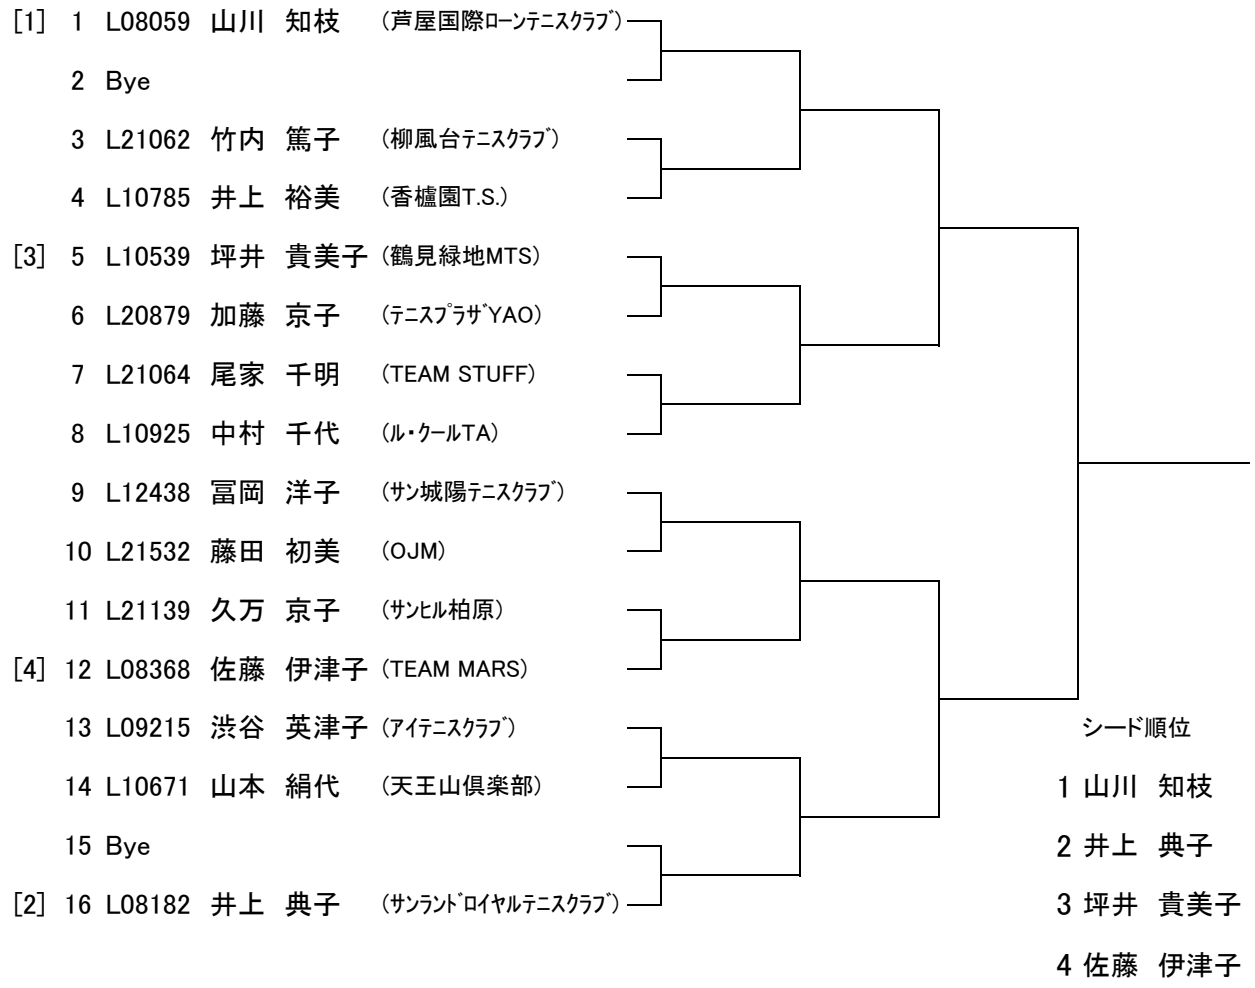 [1] 1 L08059 山川 知枝 (芦屋国際ﾛｰﾝﾃﾆｽｸﾗﾌﾞ)
2 Bye
3 L21062 竹内 篤子 (柳風台ﾃﾆｽｸﾗﾌﾞ)
4 L10785 井上 裕美 (香櫨園T.S.)
[3] 5 L10539 坪井 貴美子 (鶴見緑地MTS)
6 L20879 加藤 京子 (ﾃﾆｽﾌﾟﾗｻﾞYAO)
7 L21064 尾家 千明 (TEAM STUFF)
8 L10925 中村 千代 (ﾙ・ｸｰﾙTA)
9 L12438 冨岡 洋子 (ｻﾝ城陽ﾃﾆｽｸﾗﾌﾞ)
10 L21532 藤田 初美 (OJM)
11 L21139 久万 京子 (ｻﾝﾋﾙ柏原)
[4] 12 L08368 佐藤 伊津子 (TEAM MARS)
13 L09215 渋谷 英津子 (ｱｲﾃﾆｽｸﾗﾌﾞ)
14 L10671 山本 絹代 (天王山倶楽部)
15 Bye
[2] 16 L08182 井上 典子 (ｻﾝﾗﾝﾄﾞﾛｲﾔﾙﾃﾆｽｸﾗﾌﾞ)
シード順位
1 山川 知枝
2 井上 典子
3 坪井 貴美子
4 佐藤 伊津子